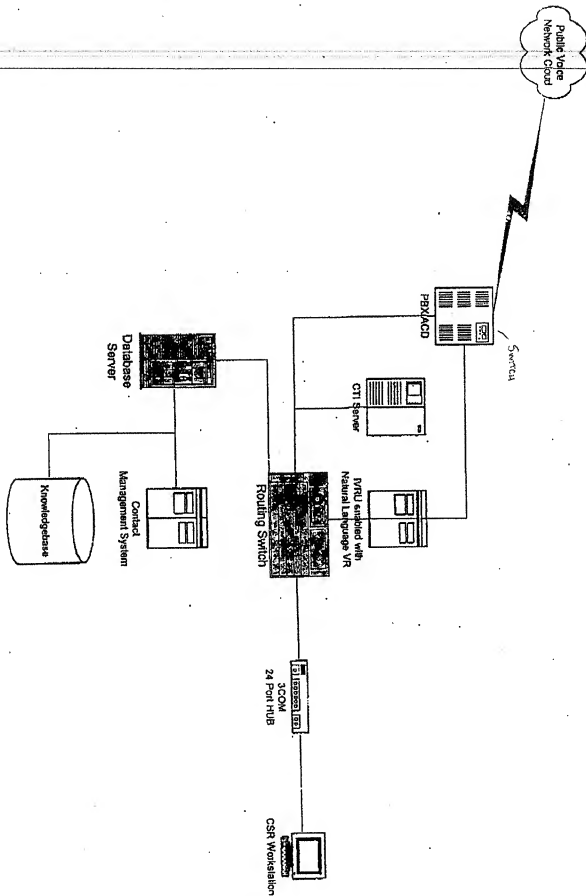 Public Voice
Network Cloud
PBX/ACD
Switch
CTI Server
IVRU enabled with
Natural Language VR
Routing Switch
Database
Server
Contact
Management System
Knowledgebase
3COM
24 Port HUB
CSR Workstation